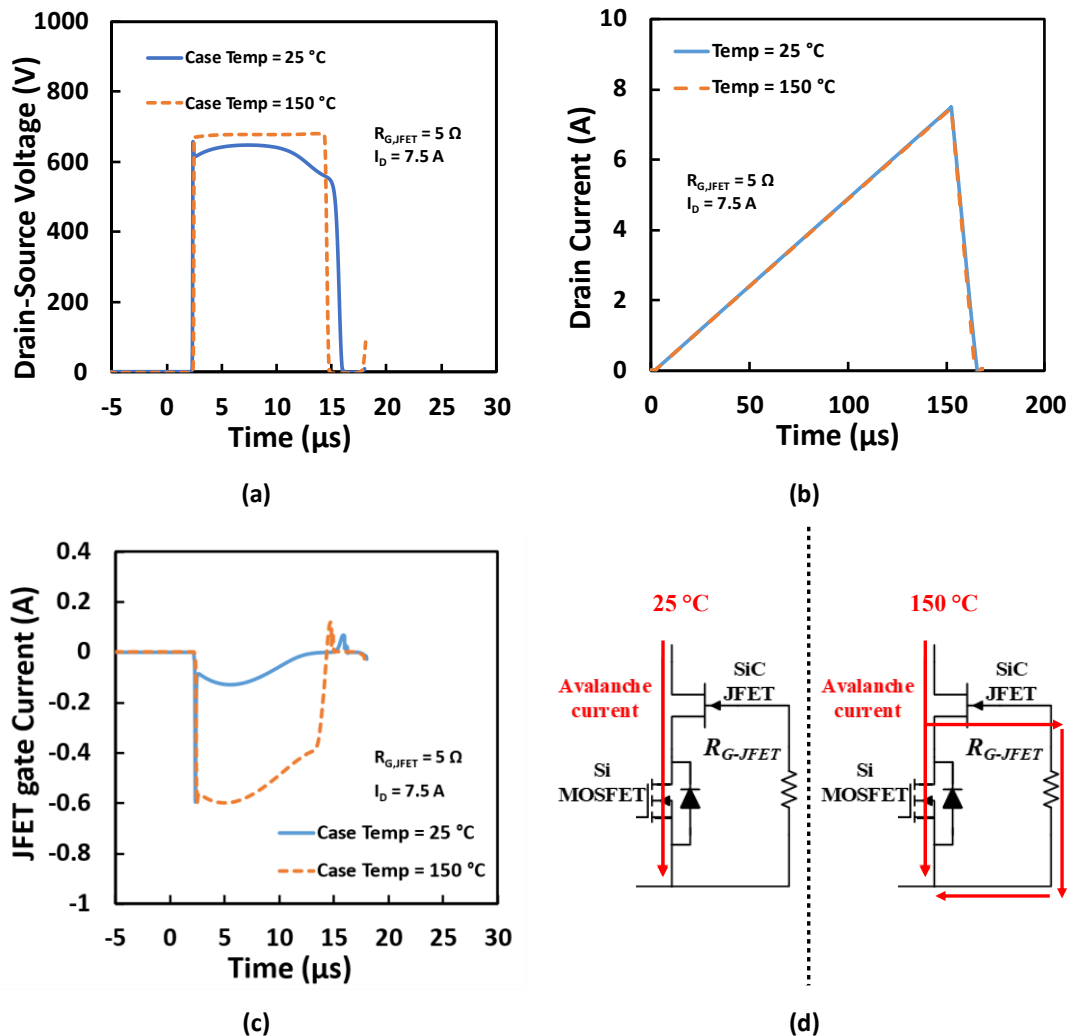 1000
800
600
400
200
0
Drain-Source Voltage (V)
Case Temp = 25 °C
Case Temp = 150 °C
R_G,JFET = 5 Ω
I_D = 7.5 A
-5 0 5 10 15 20 25 30
Time (μs)
(a)
10
8
6
4
2
0
Drain Current (A)
Temp = 25 °C
Temp = 150 °C
R_G,JFET = 5 Ω
I_D = 7.5 A
0 50 100 150 200
Time (μs)
(b)
0.4
0.2
0
-0.2
-0.4
-0.6
-0.8
-1
JFET gate Current (A)
R_G,JFET = 5 Ω
I_D = 7.5 A
Case Temp = 25 °C
Case Temp = 150 °C
-5 0 5 10 15 20 25 30
Time (μs)
(c)
25 °C
Avalanche
current
SiC
JFET
R_G-JFET
Si
MOSFET
150 °C
Avalanche
current
SiC
JFET
R_G-JFET
Si
MOSFET
(d)